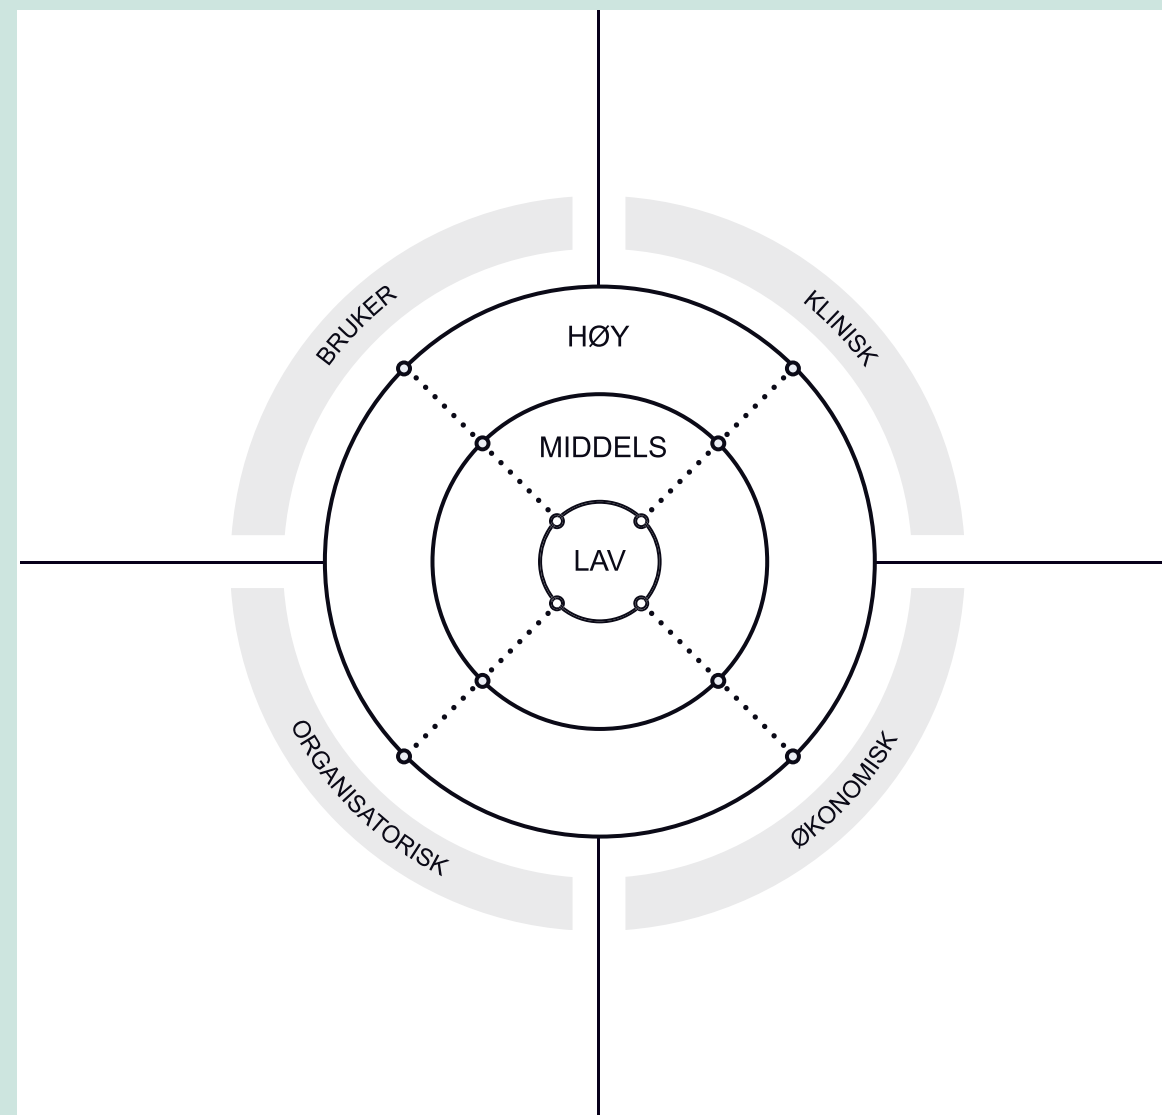 BRUKER
KLINISK
HØY
MIDDELS
LAV
ORGANISATORISK
ØKONOMISK